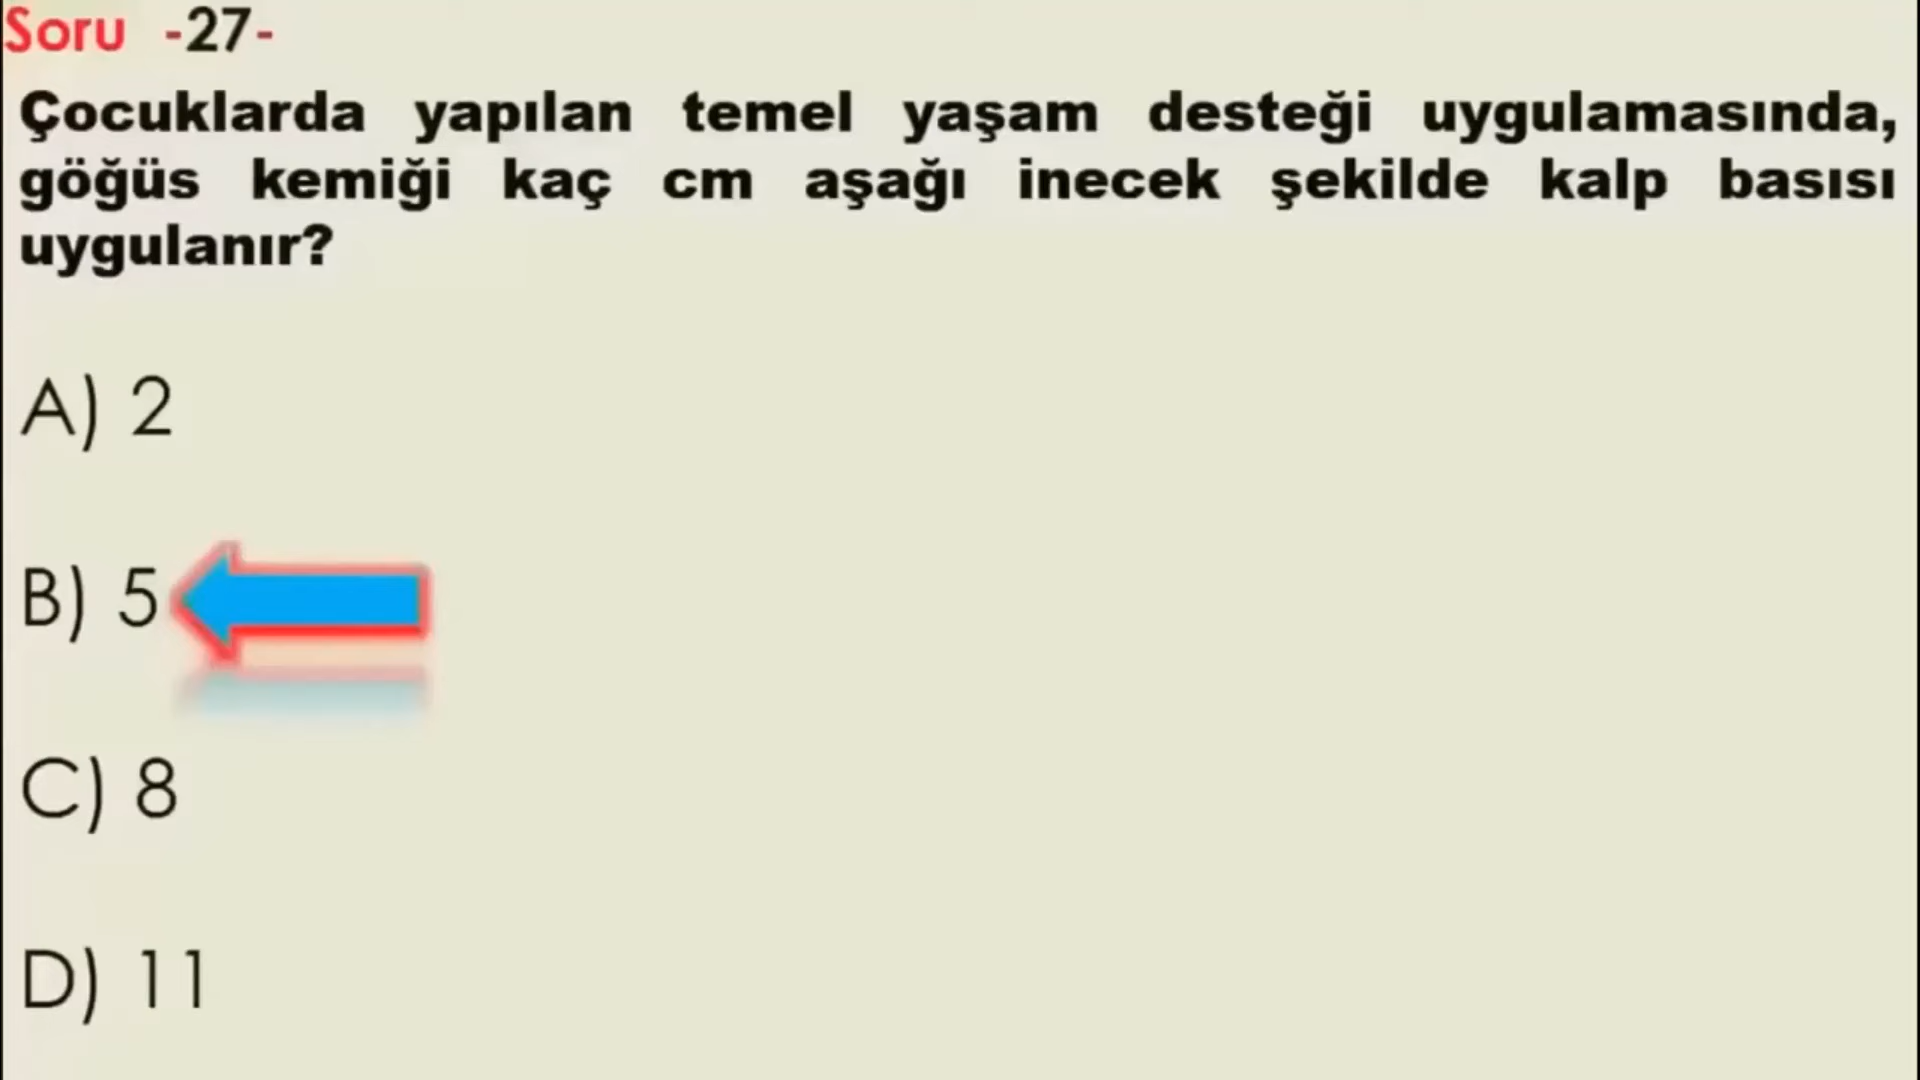 Soru -27-
Çocuklarda yapılan temel yaşam desteği uygulamasında,
göğüs kemiği kaç cm aşağı inecek şekilde kalp basısı
uygulanır?
A) 2
B) 5
C) 8
D) 11